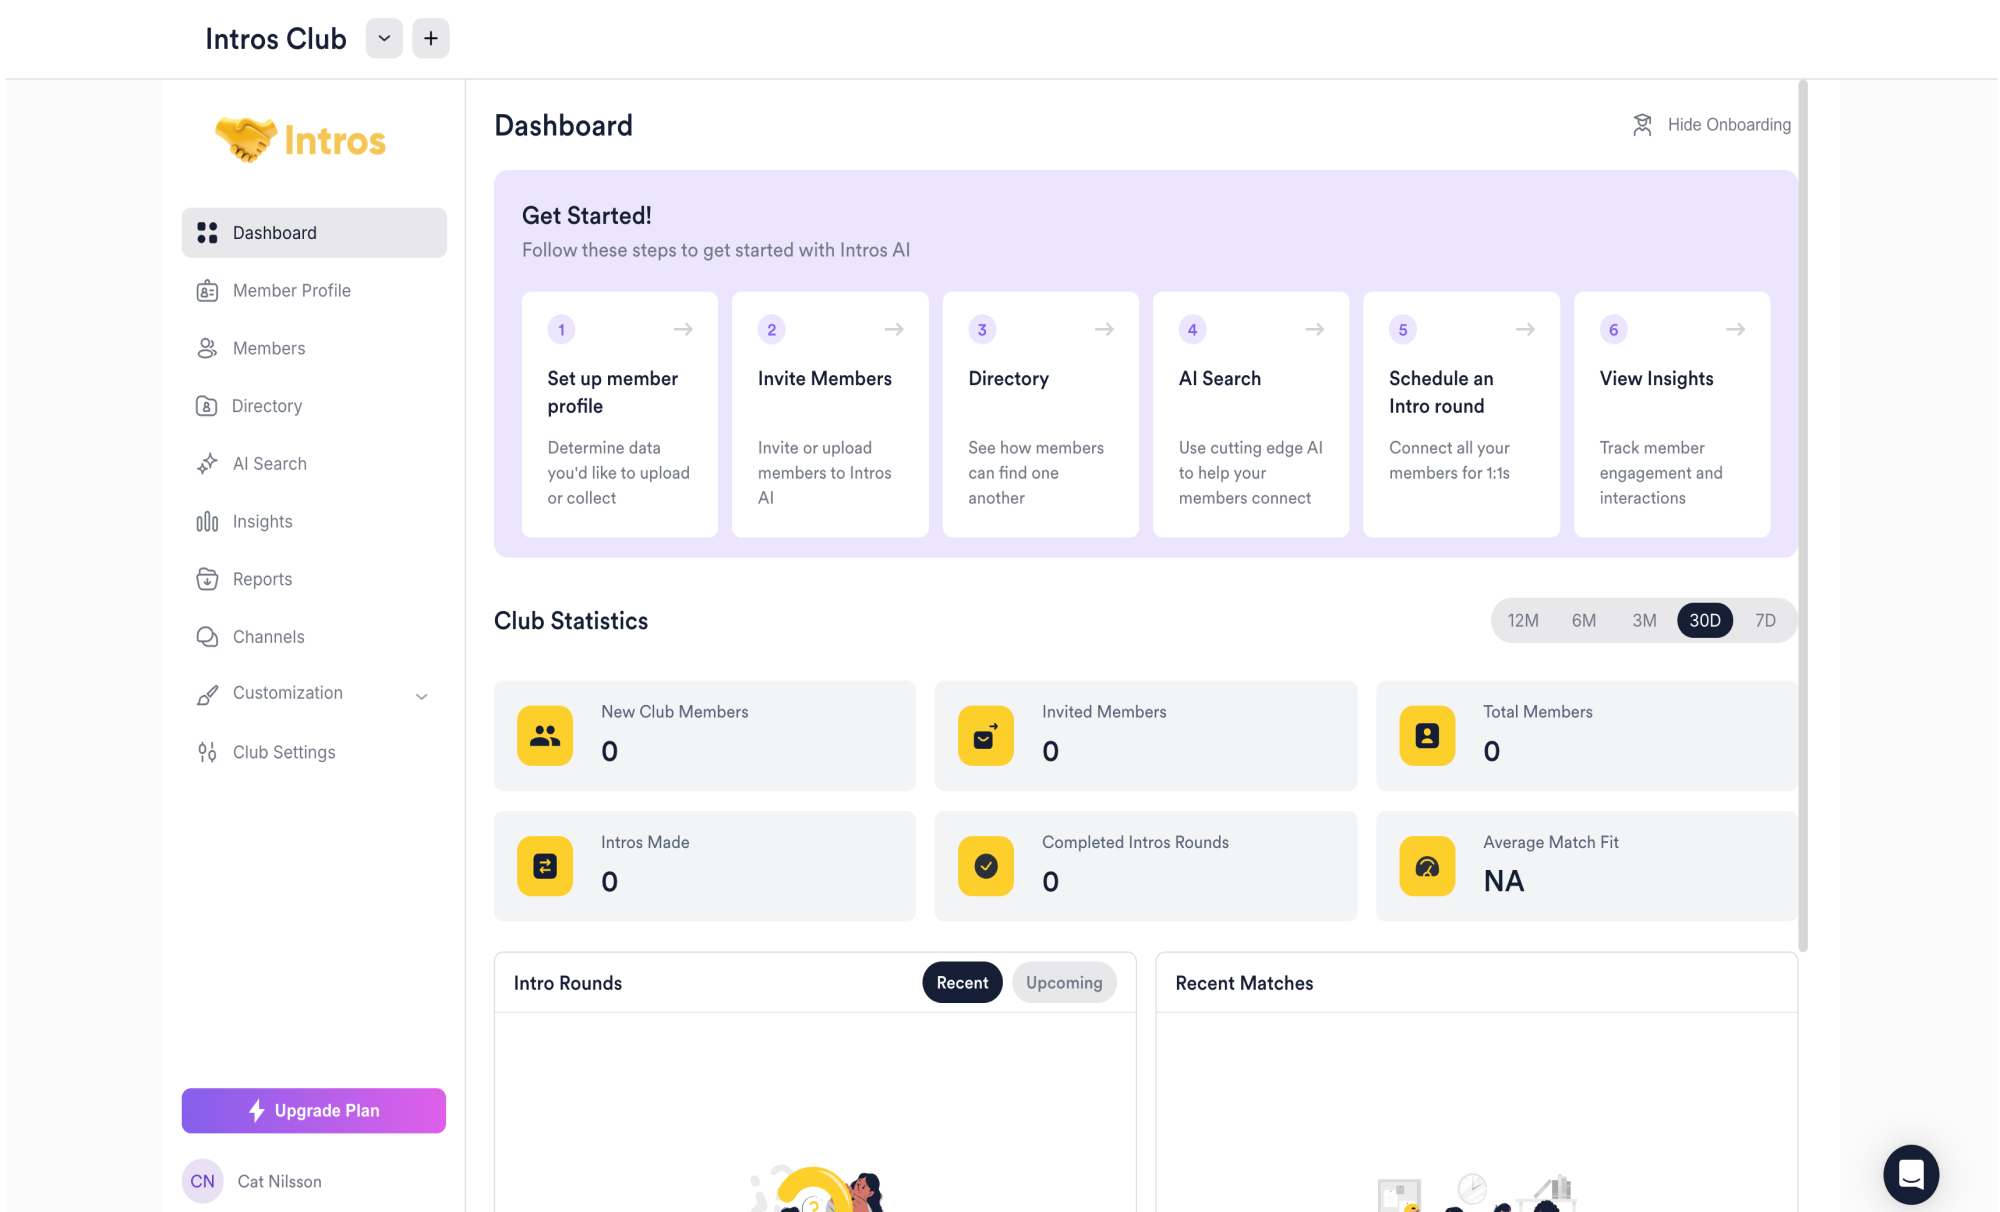 Intros Club
Intros
Dashboard
Member Profile
Members
Directory
AI Search
Insights
Reports
Channels
Customization
Club Settings
Upgrade Plan
CN
Cat Nilsson
Dashboard
Hide Onboarding
Get Started!
Follow these steps to get started with Intros AI
1
Set up member
profile
Determine data
you'd like to upload
or collect
2
Invite Members
Invite or upload
members to Intros
AI
3
Directory
See how members
can find one
another
4
AI Search
Use cutting edge AI
to help your
members connect
5
Schedule an
Intro round
Connect all your
members for 1:1s
6
View Insights
Track member
engagement and
interactions
Club Statistics
12M
6M
3M
30D
7D
New Club Members
0
Invited Members
0
Total Members
0
Intros Made
0
Completed Intros Rounds
0
Average Match Fit
NA
Intro Rounds
Recent
Upcoming
Recent Matches
?